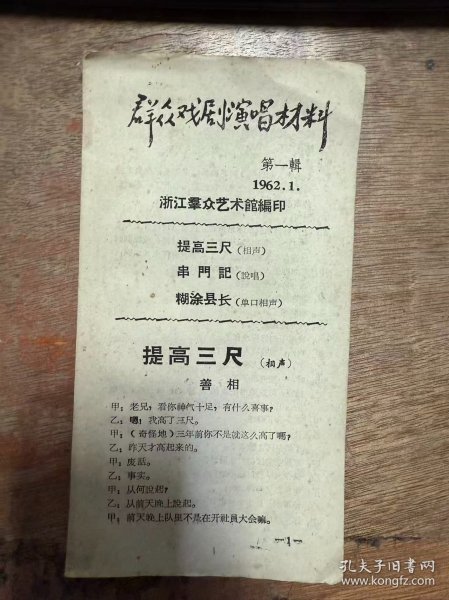 群众戏剧演唱材料
第一輯
1962.1.
浙江羣众艺术館編印
提高三尺(相声)
串門記(說唱)
糊涂县长(单口相声)
提高三尺(相声)
善相
甲：老兄，看你神气十足，有什么喜事？
乙：嗯！我高了三尺。
甲：(奇怪地)三年前你不是就这么高了嗎？
乙：昨天才高起来的。
甲：废話。
乙：事实。
甲：从何說起？
乙：从前天晚上說起。
甲：前天晚上队里不是在开社員大会嘛。
-1-
孔夫子旧书网
www.kongfz.com